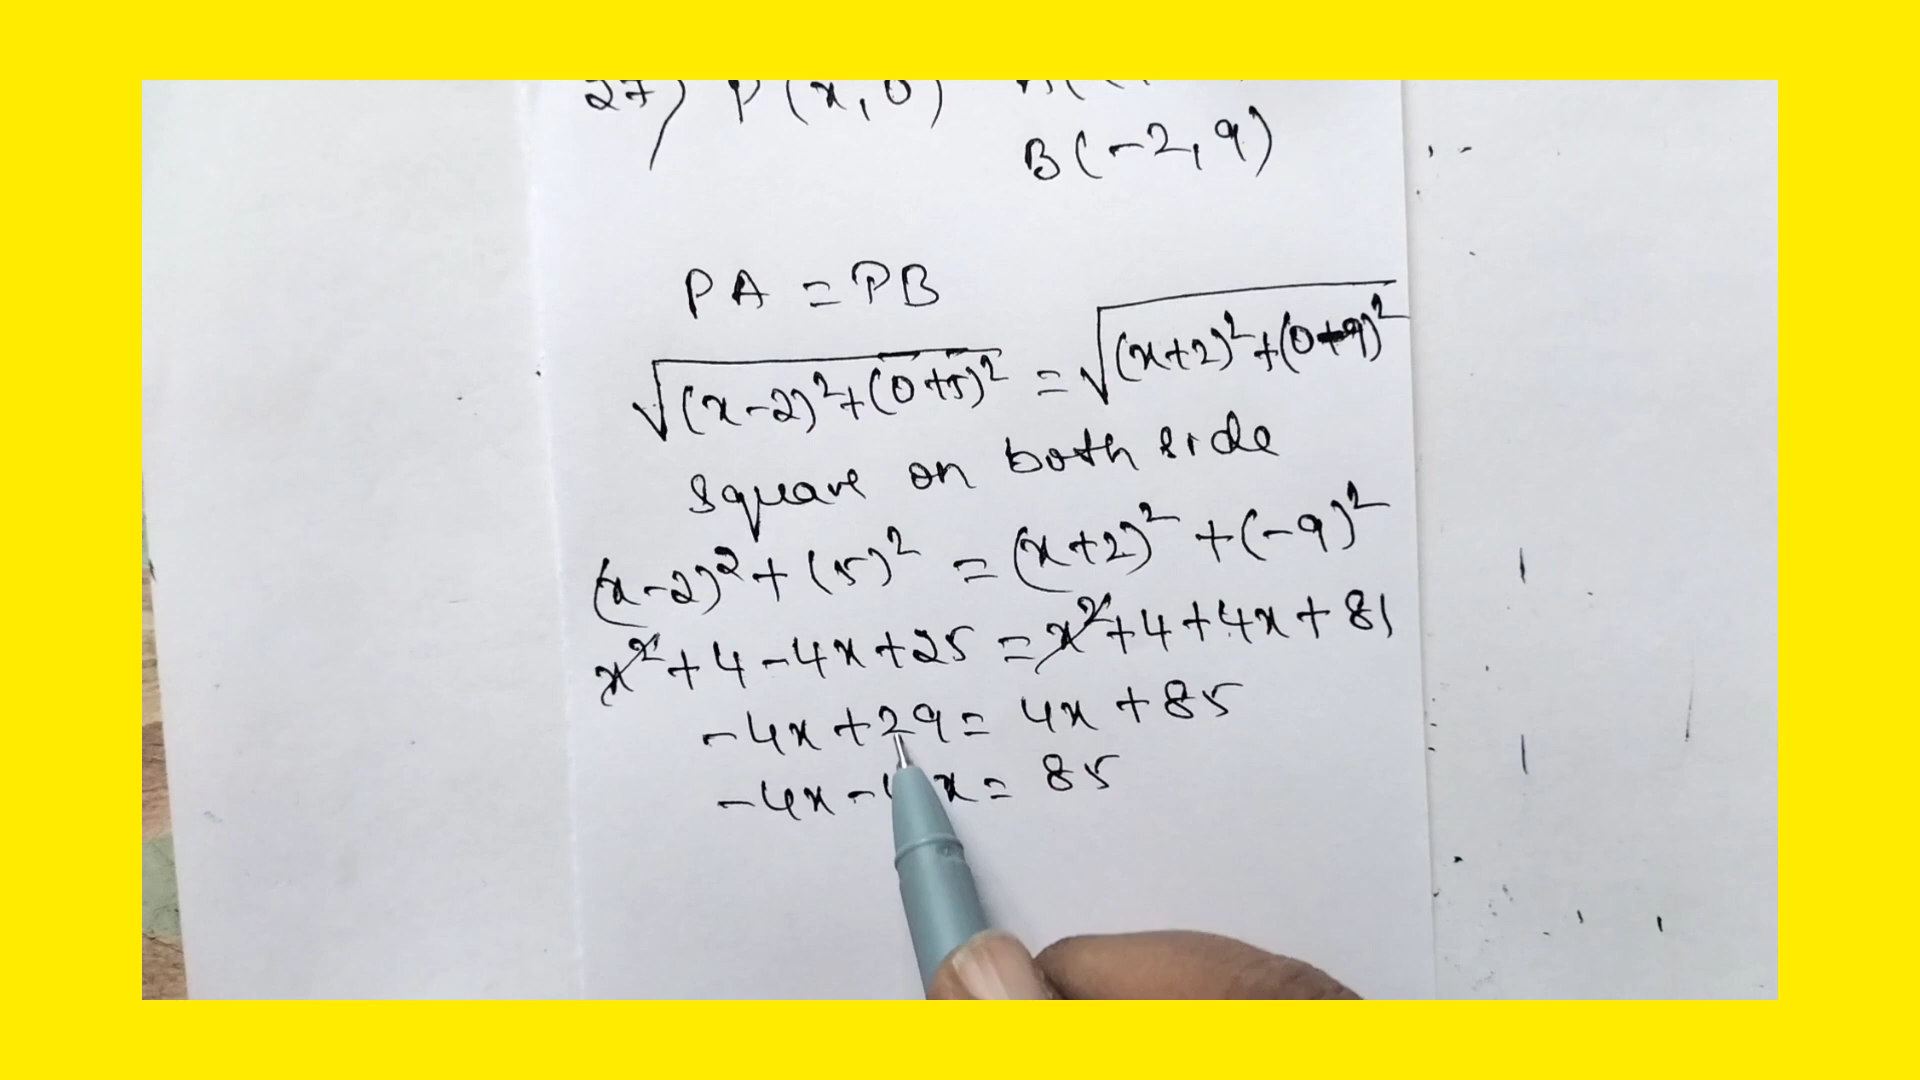 27) P(x,0)
B(-2,9)
PA = PB
√(x-2)²+(0+5)² = √(x+2)²+(0-9)²
Square on both side
(x-2)²+(5)² = (x+2)²+(-9)²
x²+4-4x+25 = x²+4+4x+81
-4x+29 = 4x+85
-4x-4x = 85